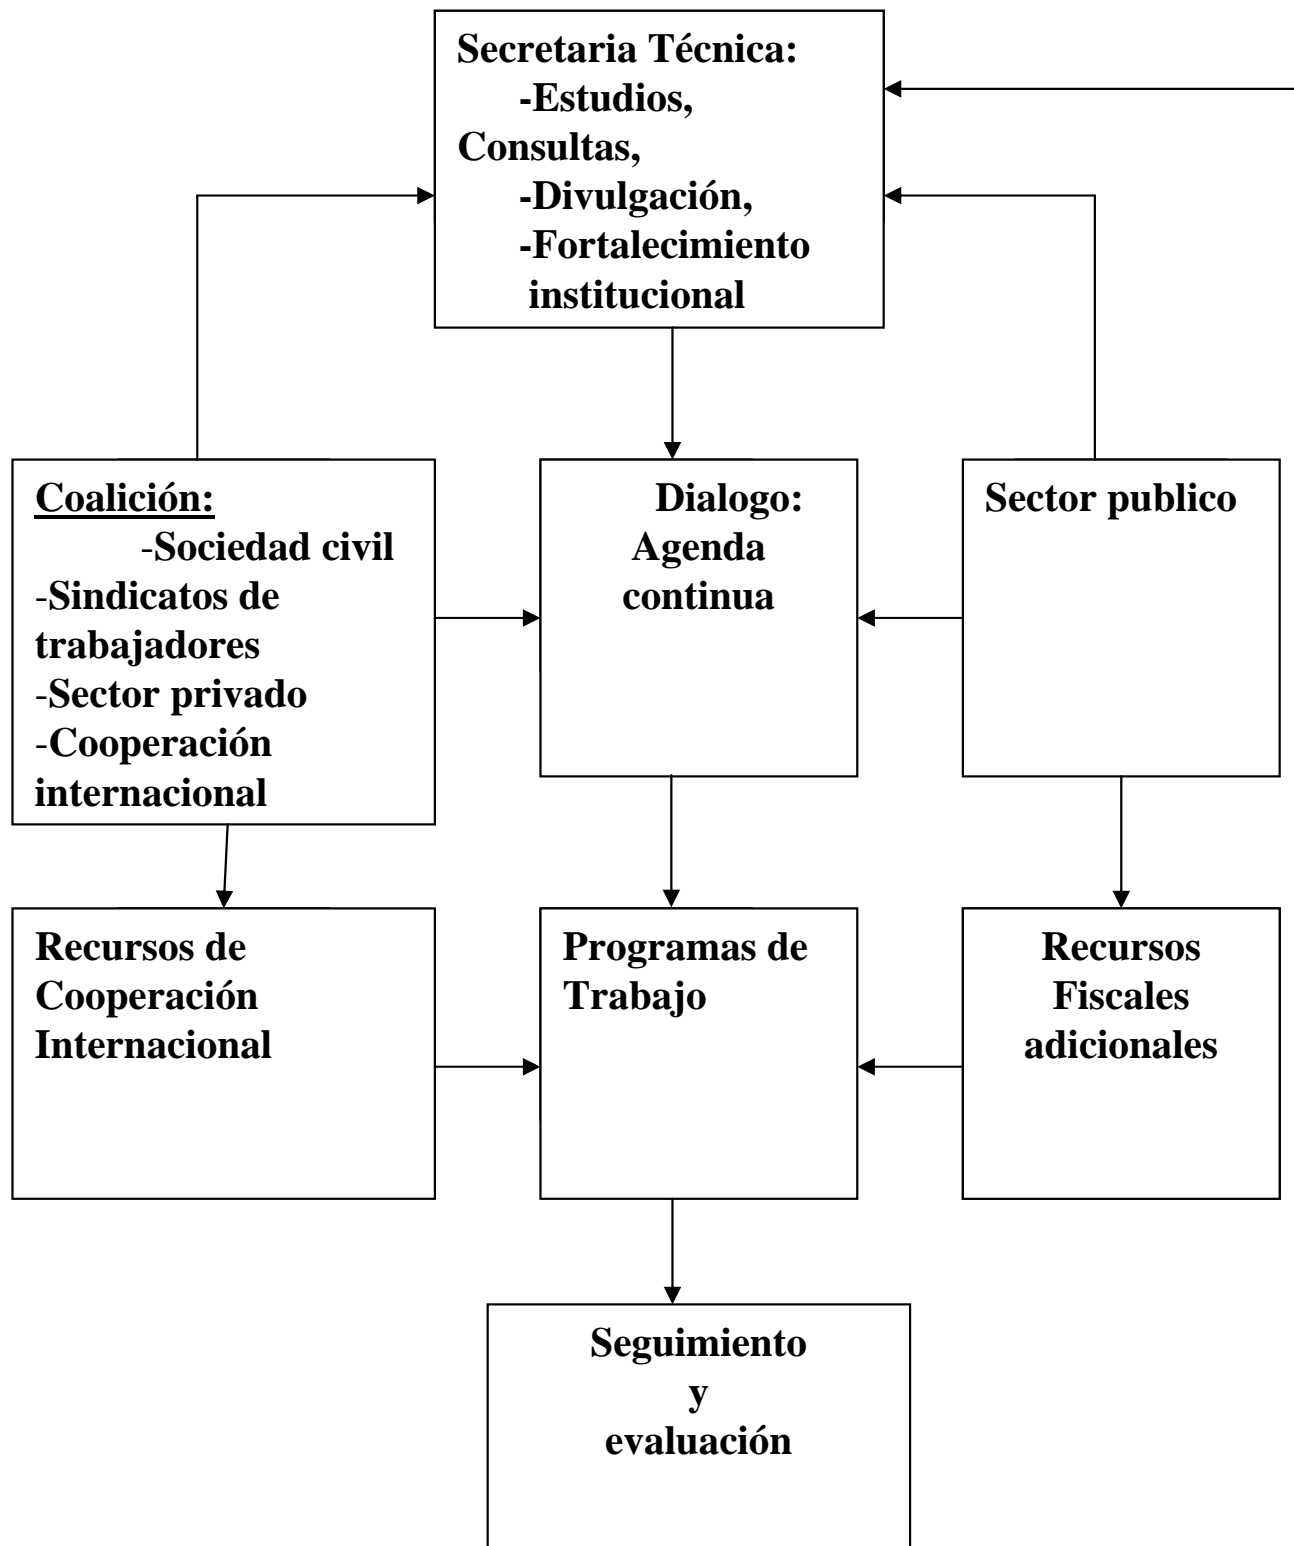 Secretaria Técnica:
-Estudios,
Consultas,
-Divulgación,
-Fortalecimiento
institucional
Coalición:
-Sociedad civil
-Sindicatos de
trabajadores
-Sector privado
-Cooperación
internacional
Dialogo:
Agenda
continua
Sector publico
Recursos de
Cooperación
Internacional
Programas de
Trabajo
Recursos
Fiscales
adicionales
Seguimiento
y
evaluación